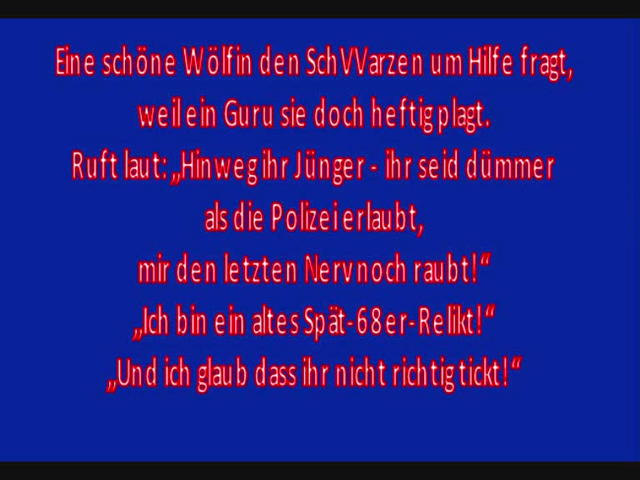 Eine schöne Wölfin den SchVVarzen um Hilfe fragt,
weil ein Guru sie doch heftig plagt.
Ruft laut: „Hinweg ihr Jünger - ihr seid dümmer
als die Polizei erlaubt,
mir den letzten Nerv noch raubt!“
„Ich bin ein altes Spät-68er-Relikt!“
„Und ich glaub dass ihr nicht richtig tickt!“